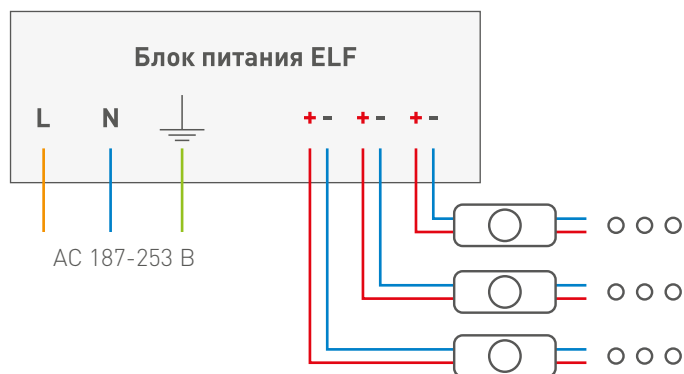 Блок питания ELF
L N + - + - + -
AC 187-253 В